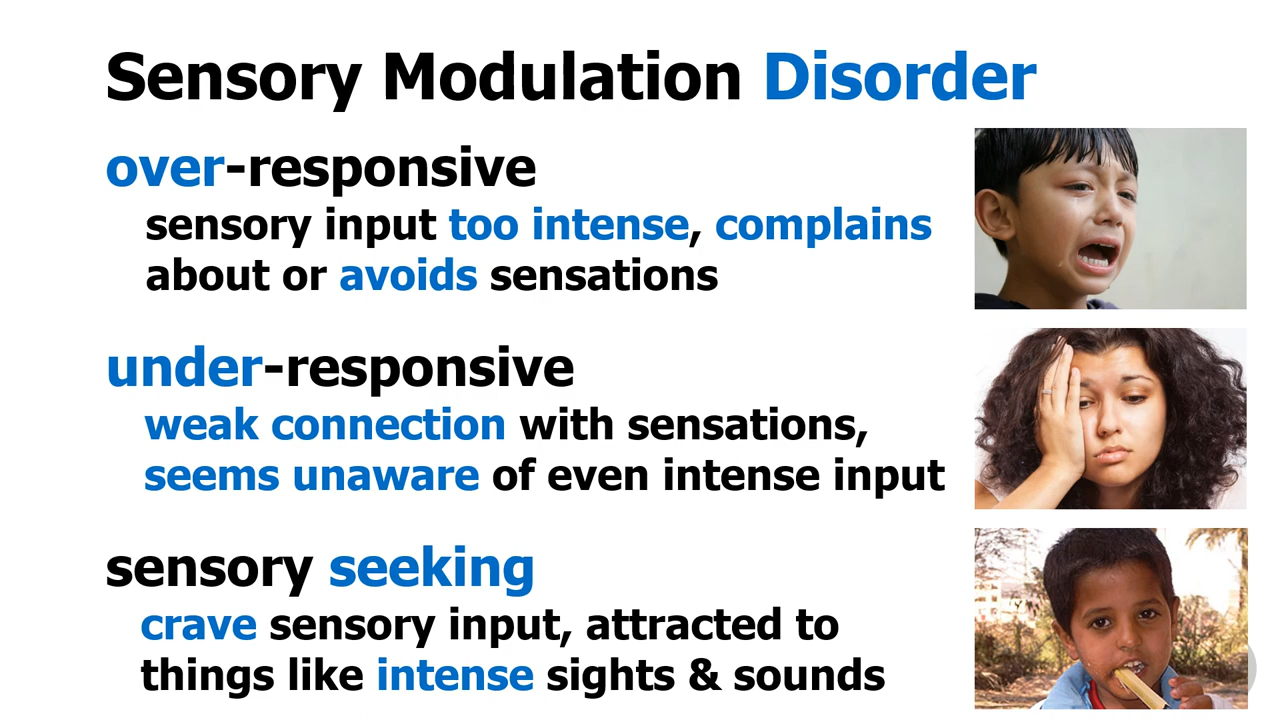 Sensory Modulation Disorder
over-responsive
sensory input too intense, complains
about or avoids sensations
under-responsive
weak connection with sensations,
seems unaware of even intense input
sensory seeking
crave sensory input, attracted to
things like intense sights & sounds